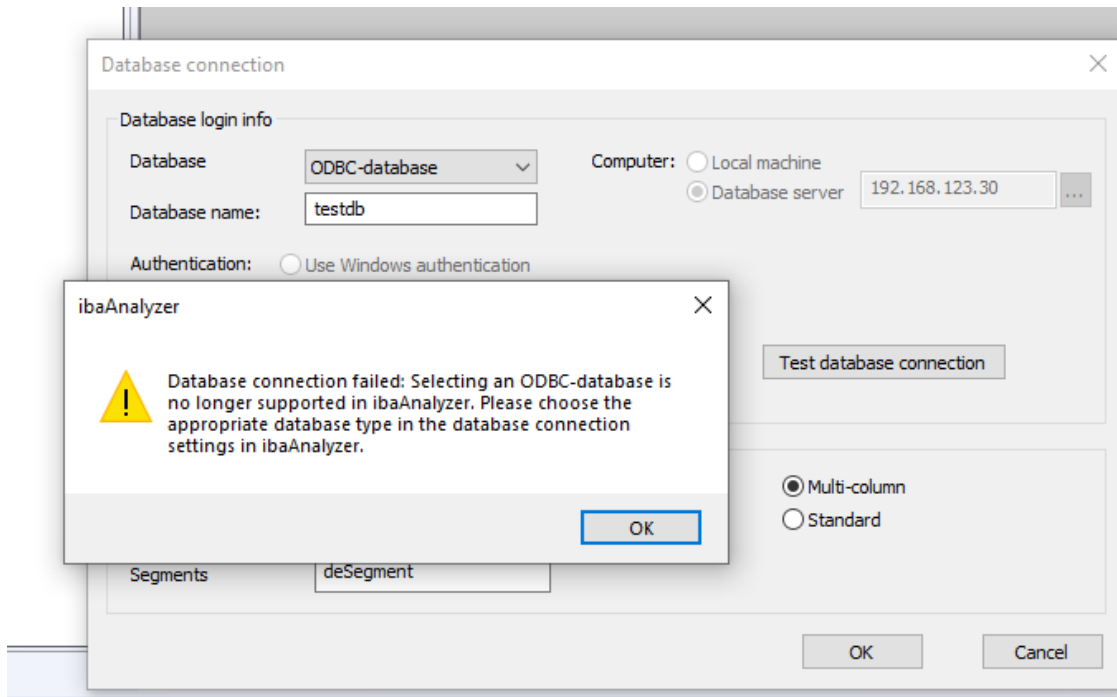 Database connection
Database login info
Database
ODBC-database
Computer:
Local machine
Database server
192.168.123.30
...
Database name:
testdb
Authentication:
Use Windows authentication
ibaAnalyzer
Database connection failed: Selecting an ODBC-database is
no longer supported in ibaAnalyzer. Please choose the
appropriate database type in the database connection
settings in ibaAnalyzer.
OK
Test database connection
Multi-column
Standard
Segments
deSegment
OK
Cancel